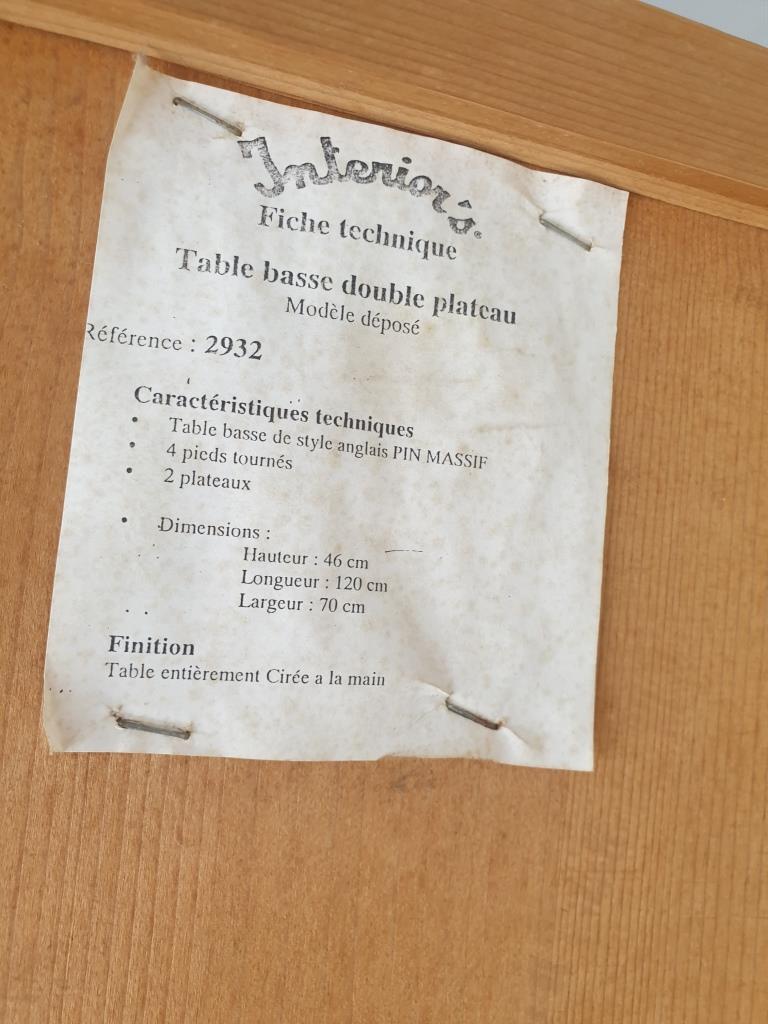 Interior's
Fiche technique
Table basse double plateau
Modèle déposé
Référence : 2932
Caractéristiques techniques
• Table basse de style anglais PIN MASSIF
• 4 pieds tournés
• 2 plateaux
• Dimensions :
Hauteur : 46 cm
Longueur : 120 cm
Largeur : 70 cm
Finition
Table entièrement Cirée a la main